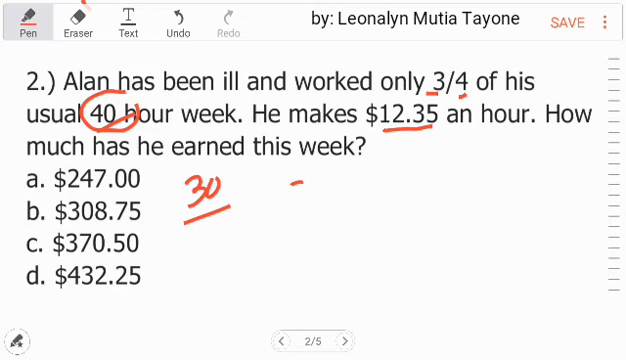 by: Leonalyn Mutia Tayone
SAVE
Pen
Eraser
Text
Undo
Redo
2.) Alan has been ill and worked only 3/4 of his
usual 40 hour week. He makes $12.35 an hour. How
much has he earned this week?
a. $247.00
b. $308.75
c. $370.50
d. $432.25
30
2/5